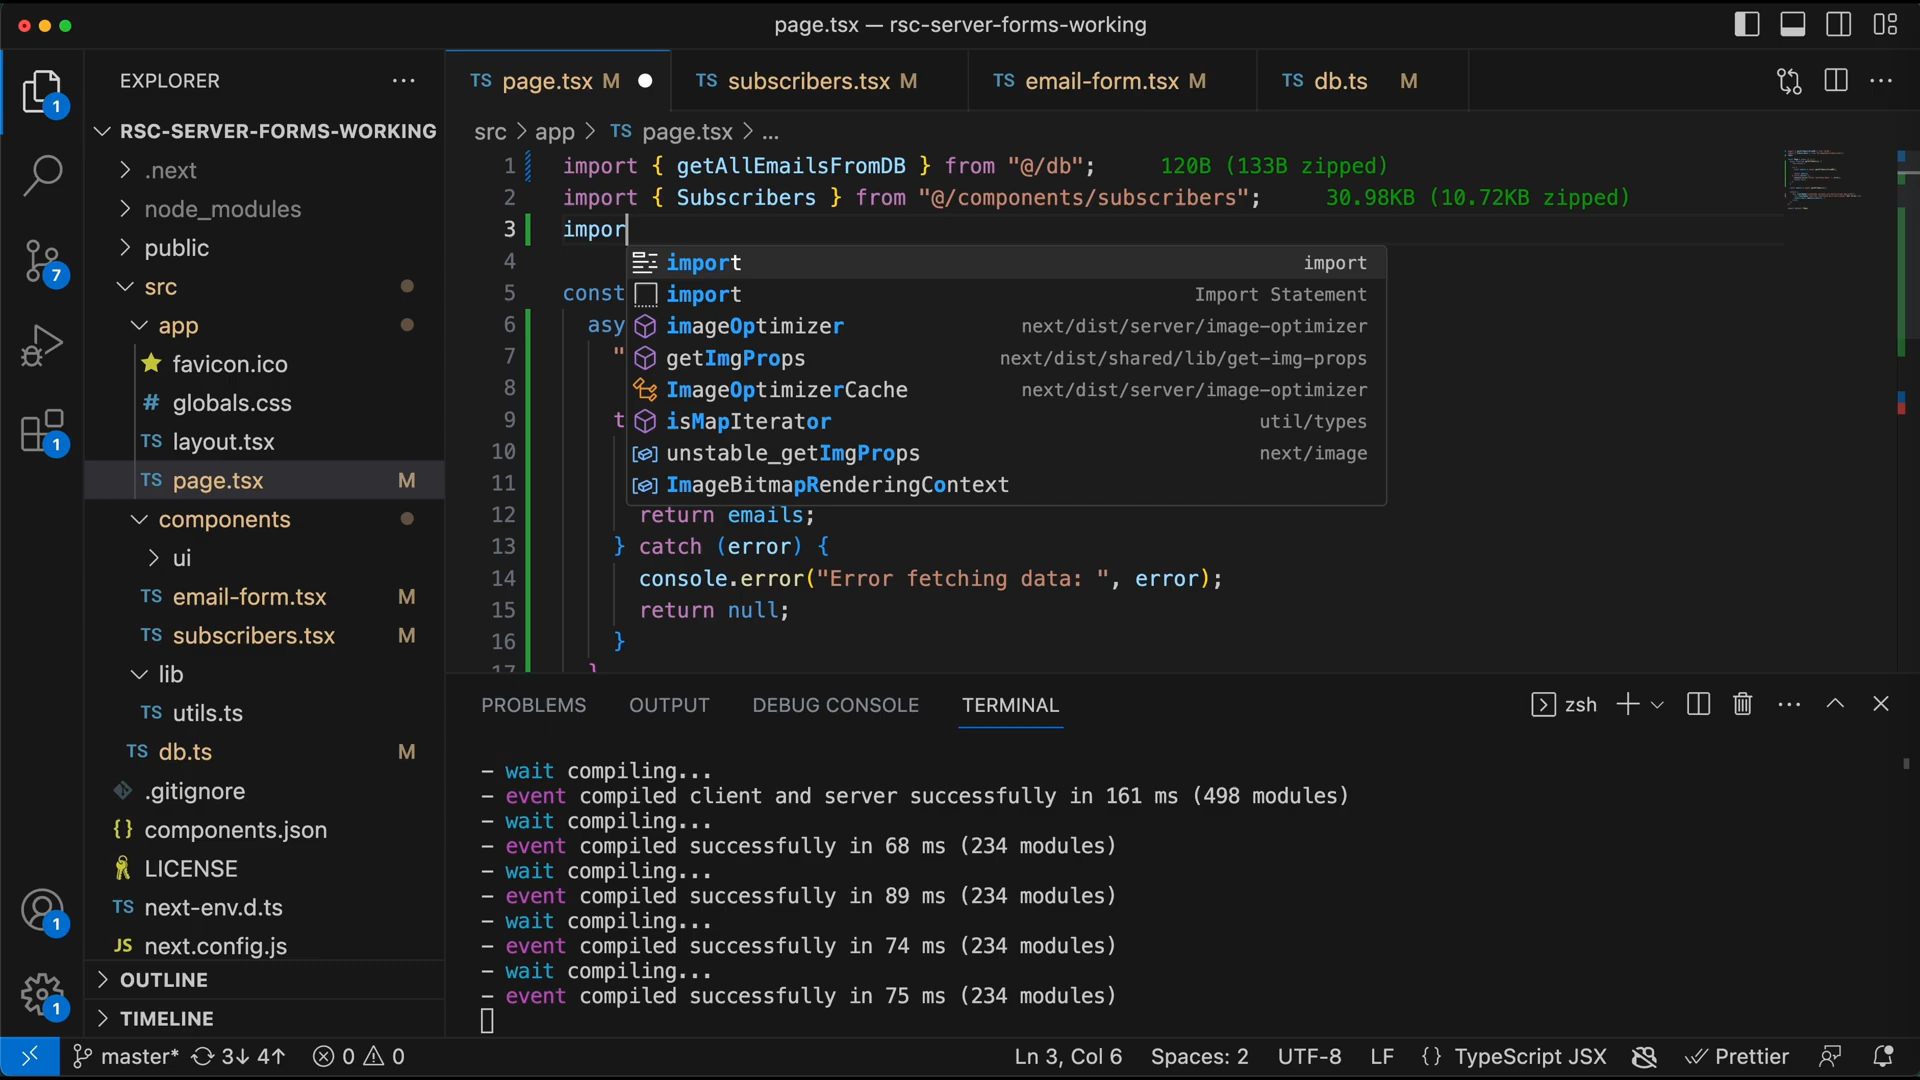 page.tsx — rsc-server-forms-working
EXPLORER
RSC-SERVER-FORMS-WORKING
.next
node_modules
public
src
app
favicon.ico
globals.css
layout.tsx
page.tsx M
components
ui
email-form.tsx M
subscribers.tsx M
lib
utils.ts
db.ts M
.gitignore
components.json
LICENSE
next-env.d.ts
next.config.js
OUTLINE
TIMELINE
1
7
1
1
1
TS page.tsx M
TS subscribers.tsx M
TS email-form.tsx M
TS db.ts M
src > app > TS page.tsx > ...
1 import { getAllEmailsFromDB } from "@/db"; 120B (133B zipped)
2 import { Subscribers } from "@/components/subscribers"; 30.98KB (10.72KB zipped)
3 impor
4
5 const
6 asy
7 "
8
9 t
10
11
12 return emails;
13 } catch (error) {
14 console.error("Error fetching data: ", error);
15 return null;
16 }
17 }
import import
import Import Statement
imageOptimizer next/dist/server/image-optimizer
getImgProps next/dist/shared/lib/get-img-props
ImageOptimizerCache next/dist/server/image-optimizer
isMapIterator util/types
unstable_getImgProps next/image
ImageBitmapRenderingContext
PROBLEMS OUTPUT DEBUG CONSOLE TERMINAL
zsh
- wait compiling...
- event compiled client and server successfully in 161 ms (498 modules)
- wait compiling...
- event compiled successfully in 68 ms (234 modules)
- wait compiling...
- event compiled successfully in 89 ms (234 modules)
- wait compiling...
- event compiled successfully in 74 ms (234 modules)
- wait compiling...
- event compiled successfully in 75 ms (234 modules)
master* 3↓ 4↑ 0 0
Ln 3, Col 6 Spaces: 2 UTF-8 LF {} TypeScript JSX Prettier